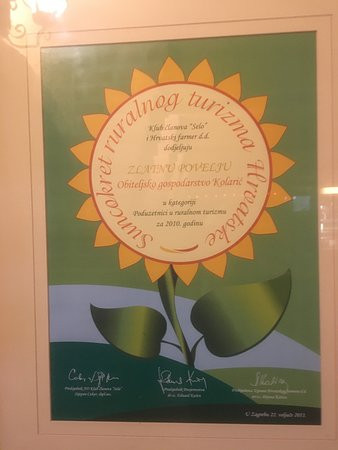 Suncokret ruralnog turizma Hrvatske
Klub članova "Selo"
i Hrvatski farmer d.d.
dodjeljuju
ZLATNU POVELJU
Obiteljsko gospodarstvo Kolarić
u kategoriji
Poduzetnici u ruralnom turizmu
za 2010. godinu
U Zagrebu, 22. veljače 2011.